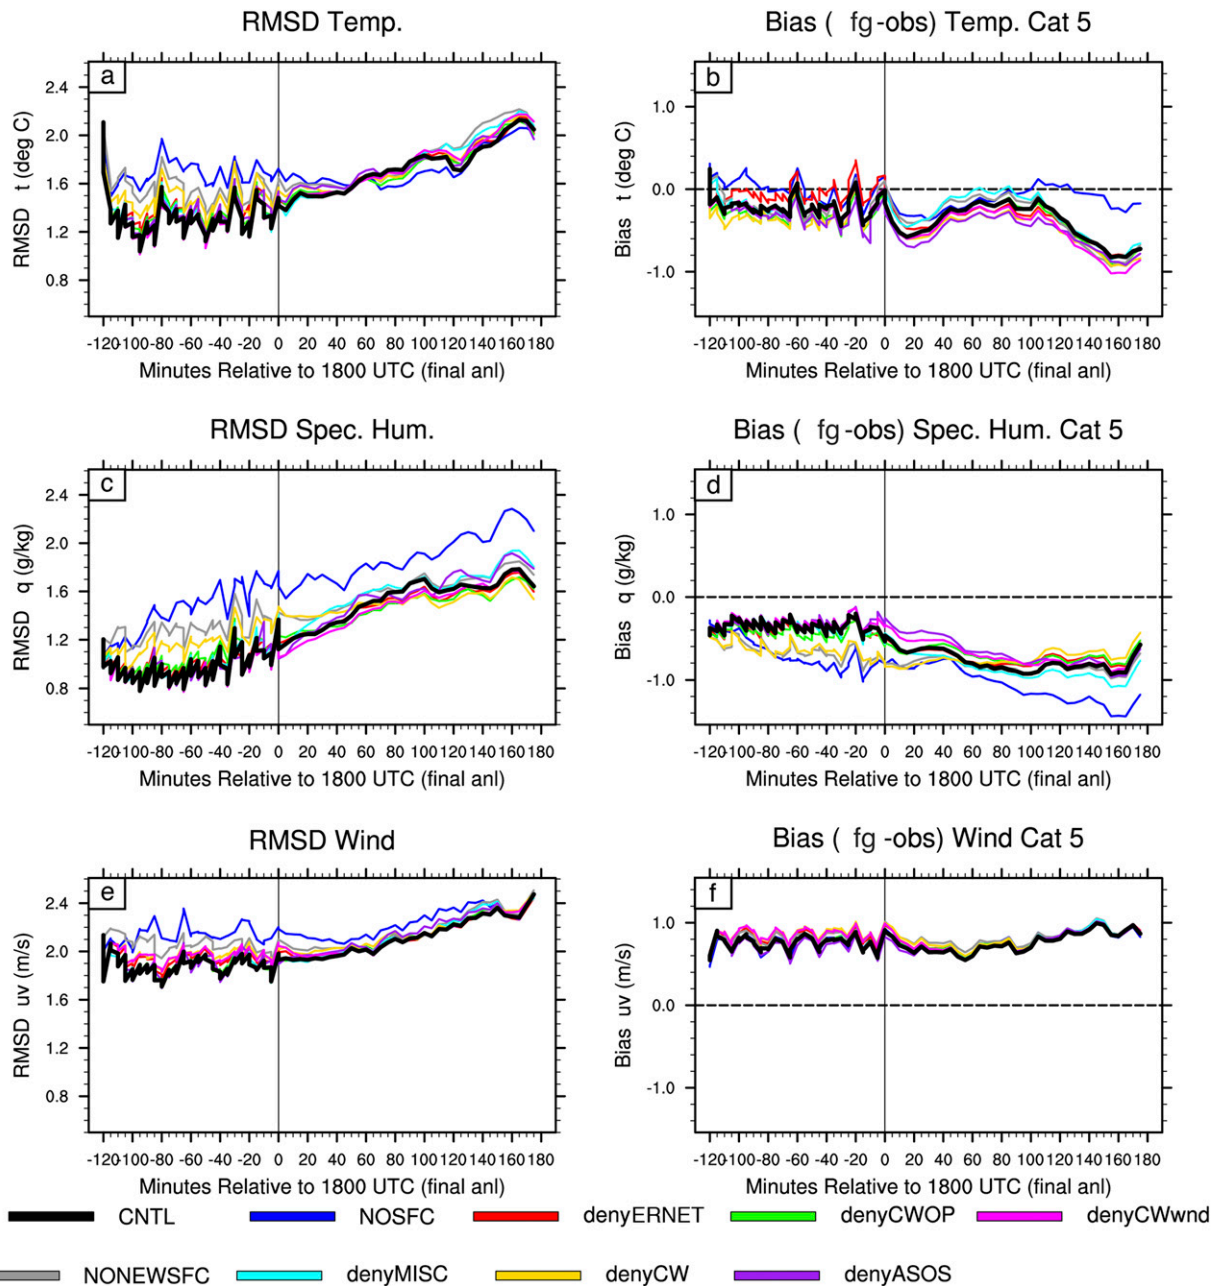 RMSD Temp.
Bias ( fg-obs) Temp. Cat 5
a
b
2.4
2.0
1.6
1.2
0.8
RMSD t (deg C)
1.0
0.0
-1.0
Bias t (deg C)
-120-100 -80 -60 -40 -20 0 20 40 60 80 100 120 140 160 180
-120-100 -80 -60 -40 -20 0 20 40 60 80 100 120 140 160 180
Minutes Relative to 1800 UTC (final anl)
Minutes Relative to 1800 UTC (final anl)
RMSD Spec. Hum.
Bias ( fg-obs) Spec. Hum. Cat 5
c
d
2.4
2.0
1.6
1.2
0.8
RMSD q (g/kg)
1.0
0.0
-1.0
Bias q (g/kg)
-120-100 -80 -60 -40 -20 0 20 40 60 80 100 120 140 160 180
-120-100 -80 -60 -40 -20 0 20 40 60 80 100 120 140 160 180
Minutes Relative to 1800 UTC (final anl)
Minutes Relative to 1800 UTC (final anl)
RMSD Wind
Bias ( fg -obs) Wind Cat 5
e
f
2.4
2.0
1.6
1.2
0.8
RMSD uv (m/s)
1.0
0.0
-1.0
Bias uv (m/s)
-120-100 -80 -60 -40 -20 0 20 40 60 80 100 120 140 160 180
-120-100 -80 -60 -40 -20 0 20 40 60 80 100 120 140 160 180
Minutes Relative to 1800 UTC (final anl)
Minutes Relative to 1800 UTC (final anl)
CNTL NOSFC denyERNET denyCWOP denyCWwnd
NONEWSFC denyMISC denyCW denyASOS